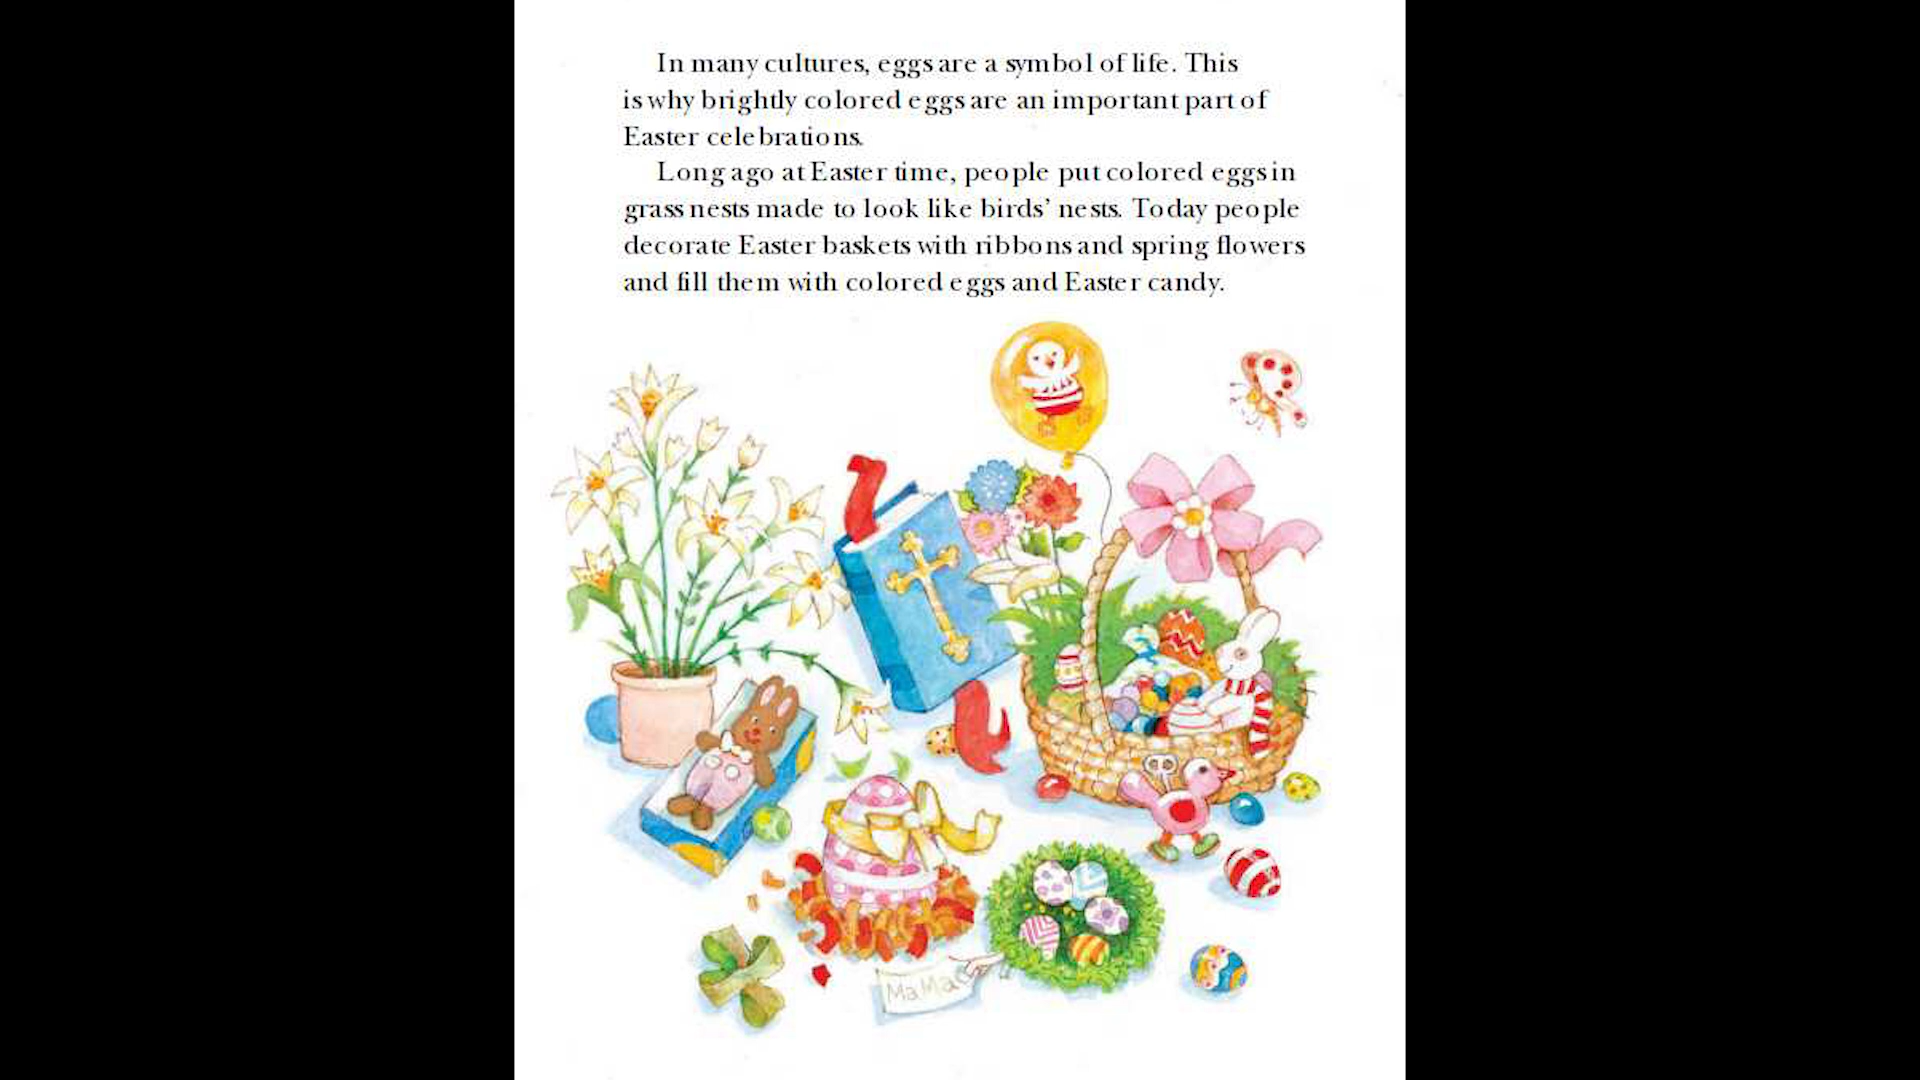 In many cultures, eggs are a symbol of life. This
is why brightly colored eggs are an important part of
Easter celebrations.
Long ago at Easter time, people put colored eggs in
grass nests made to look like birds' nests. Today people
decorate Easter baskets with ribbons and spring flowers
and fill them with colored eggs and Easter candy.
MaMa